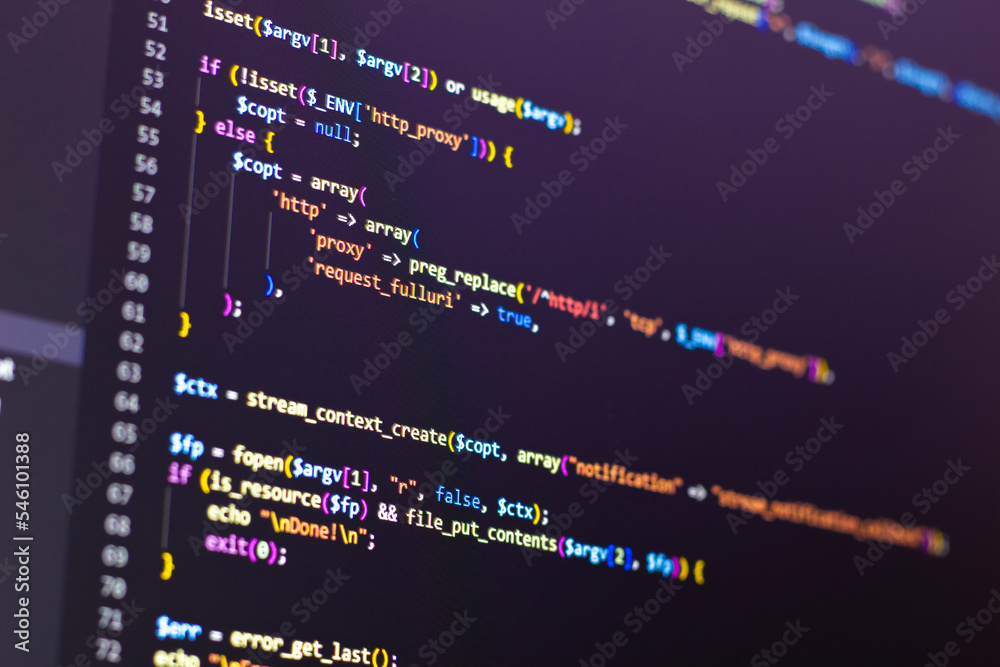 51
52
53
54
55
56
57
58
59
60
61
62
63
64
65
66
67
68
69
70
71
72
isset($argv[1], $argv[2]) or usage($argv);
if (!isset($_ENV['http_proxy'])) {
$copt = null;
} else {
$copt = array(
'http' => array(
'proxy' => preg_replace('/^http/i', 'tcp', $_ENV['http_proxy']),
'request_fulluri' => true,
),
);
}
$ctx = stream_context_create($copt, array("notification" => "stream_notification_callback"));
$fp = fopen($argv[1], "r", false, $ctx);
if (is_resource($fp) && file_put_contents($argv[2], $fp)) {
echo "\nDone!\n";
exit(0);
}
$err = error_get_last();
echo
Adobe Stock | #546101388